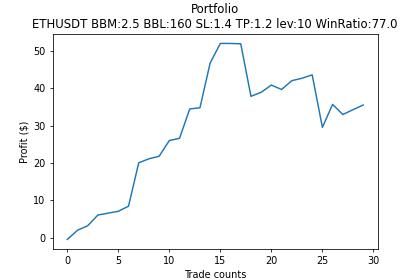 Portfolio
ETHUSDT BBM:2.5 BBL:160 SL:1.4 TP:1.2 lev:10 WinRatio:77.0
50
40
30
20
10
0
Profit ($)
0 5 10 15 20 25 30
Trade counts